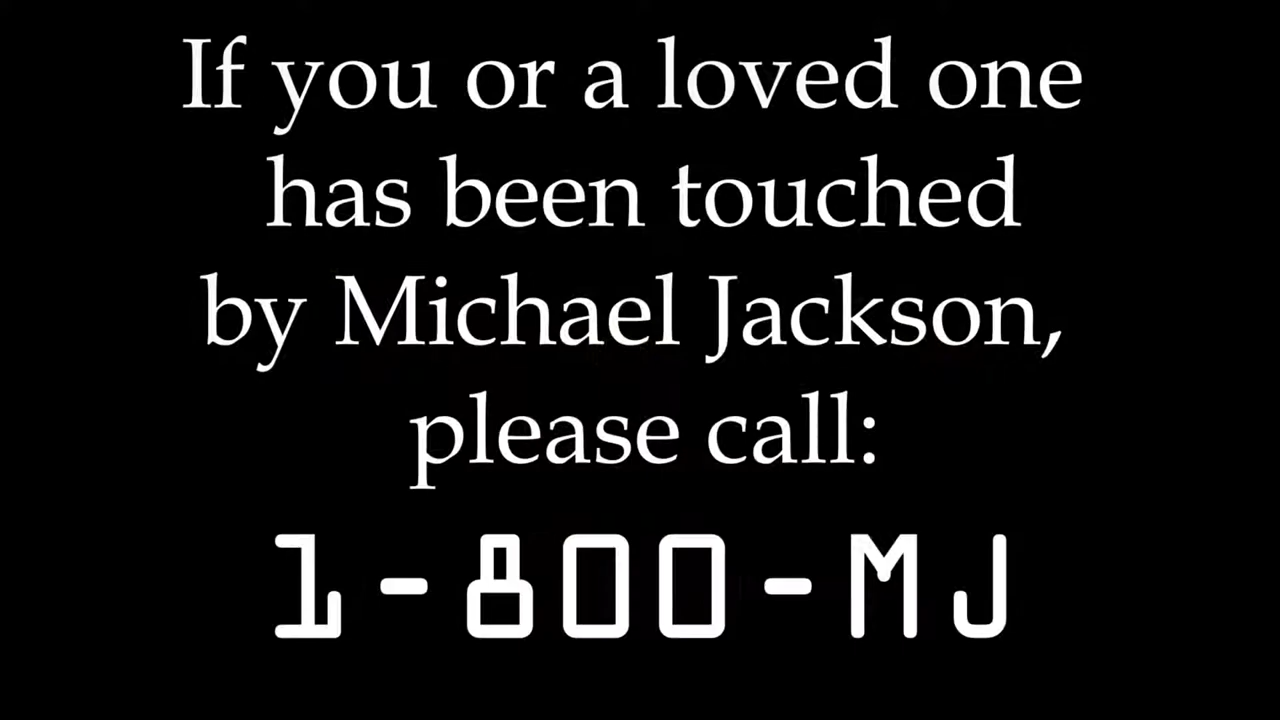 If you or a loved one
has been touched
by Michael Jackson,
please call:
1-800-MJ